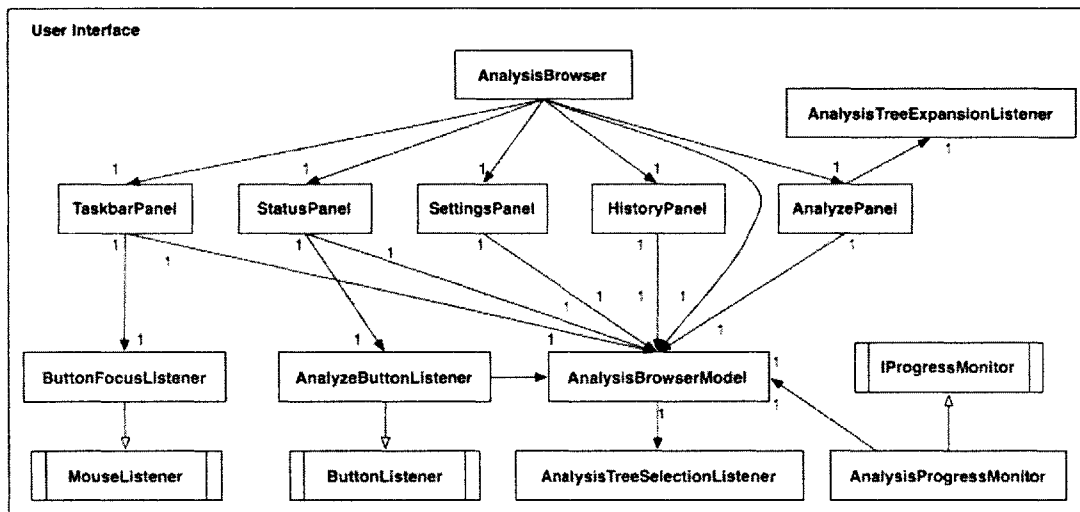 User Interface
AnalysisBrowser
AnalysisTreeExpansionListener
1 1 1 1 1 1
TaskbarPanel StatusPanel SettingsPanel HistoryPanel AnalyzePanel
1 1 1 1 1 1 1
1 1 1 1 1
1 1 1 1
ButtonFocusListener AnalyzeButtonListener AnalysisBrowserModel IProgressMonitor
1 1 1
MouseListener ButtonListener AnalysisTreeSelectionListener AnalysisProgressMonitor